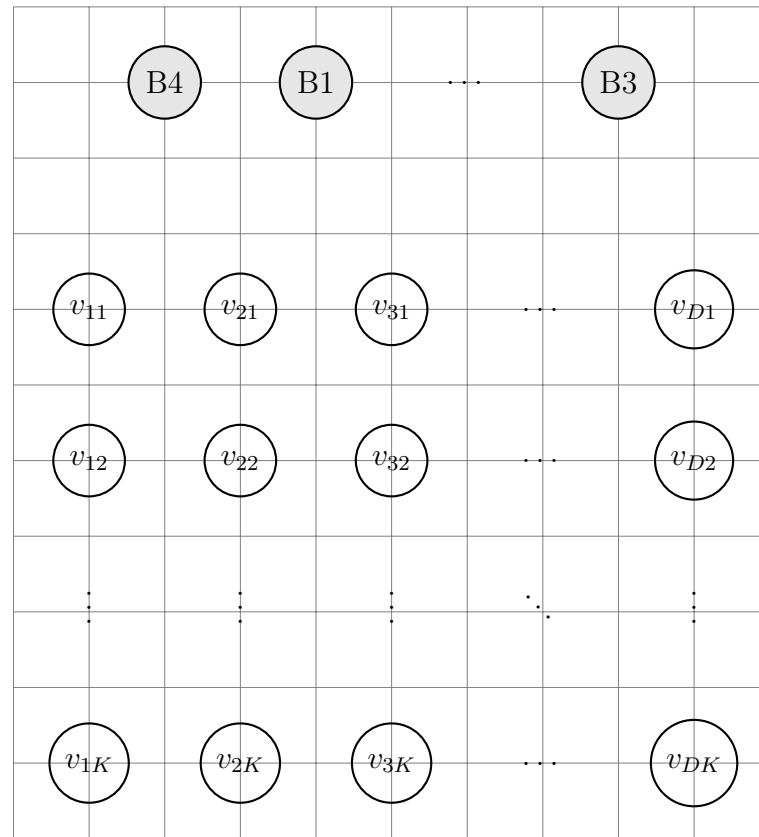 B4 B1 ... B3
v11 v21 v31 ... vD1
v12 v22 v32 ... vD2
⋮ ⋮ ⋮ ⋱ ⋮
v1K v2K v3K ... vDK